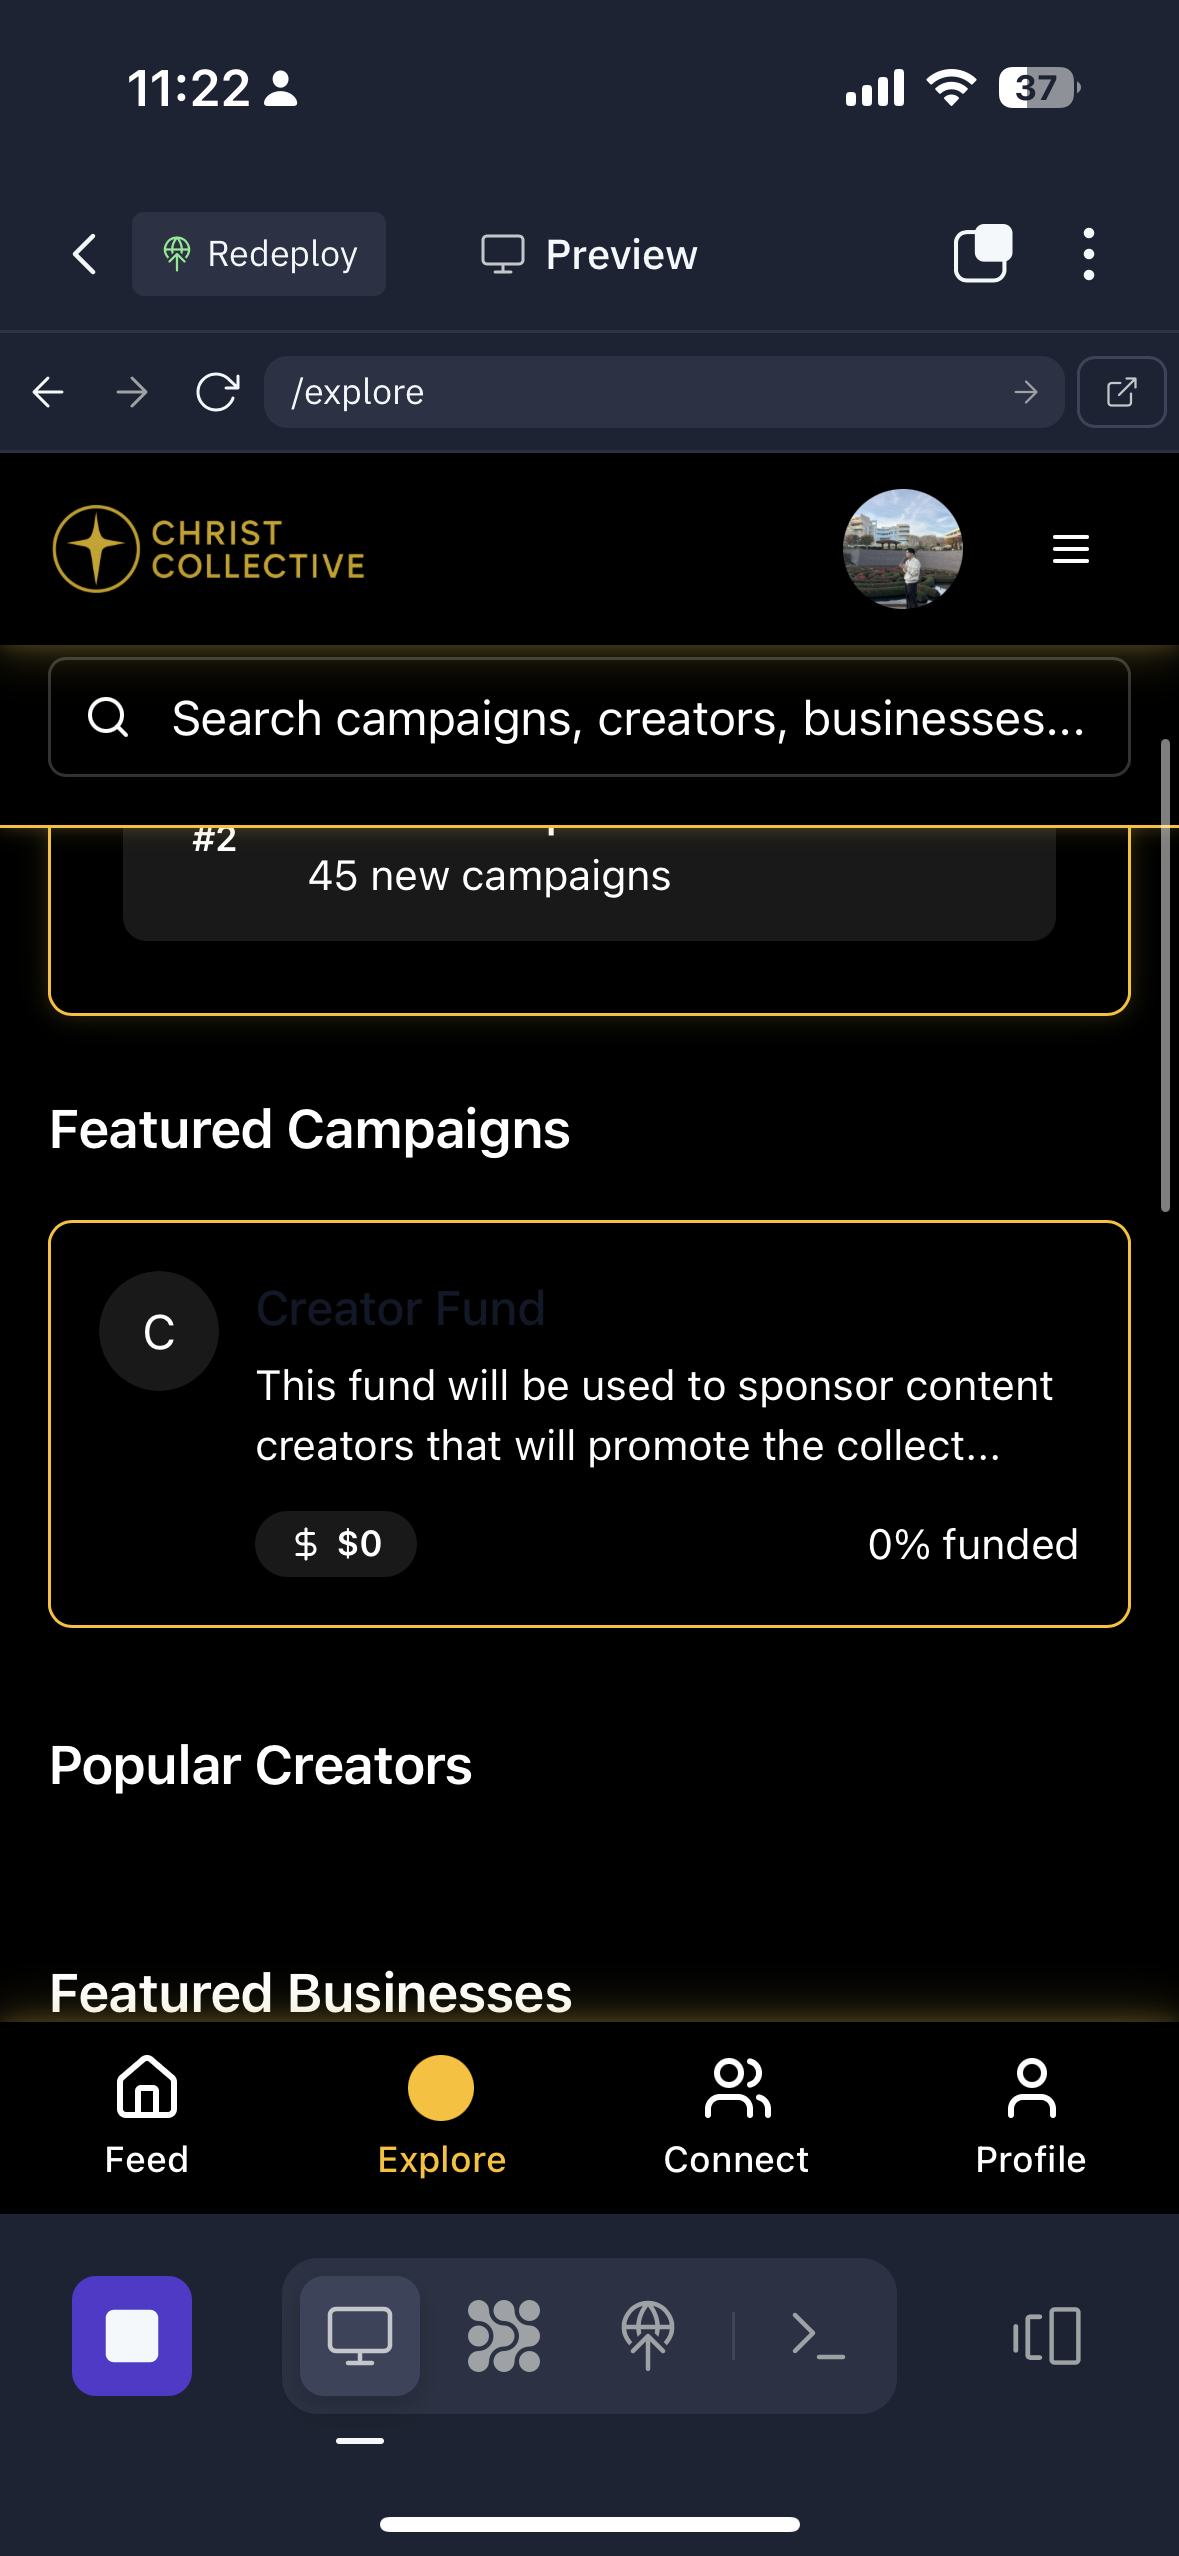 11:22
37
Redeploy
Preview
/explore
CHRIST
COLLECTIVE
Search campaigns, creators, businesses...
#2
45 new campaigns
Featured Campaigns
C
Creator Fund
This fund will be used to sponsor content
creators that will promote the collect...
$ $0
0% funded
Popular Creators
Featured Businesses
Feed
Explore
Connect
Profile